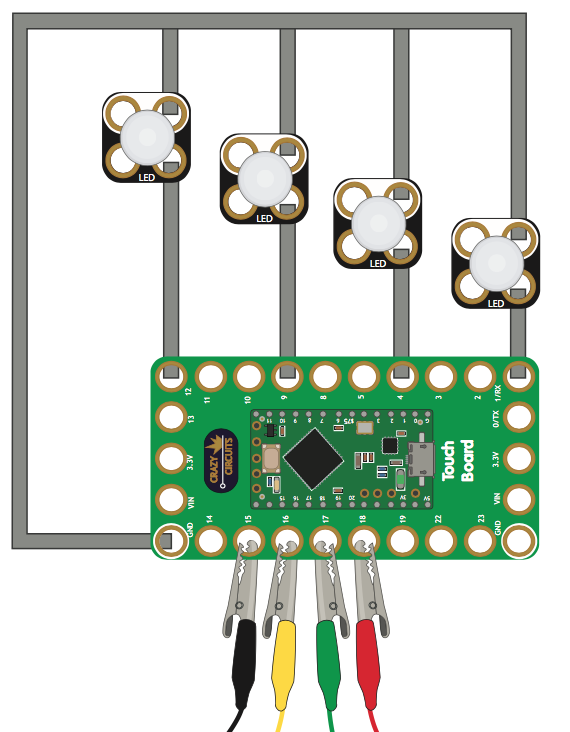 LED
LED
LED
LED
12
11
10
9
8
5
4
3
2
1/RX
13
0/TX
3.3V
3.3V
VIN
VIN
GND
GND
CRAZY
CIRCUITS
Touch
Board
14
15
16
17
18
19
22
23